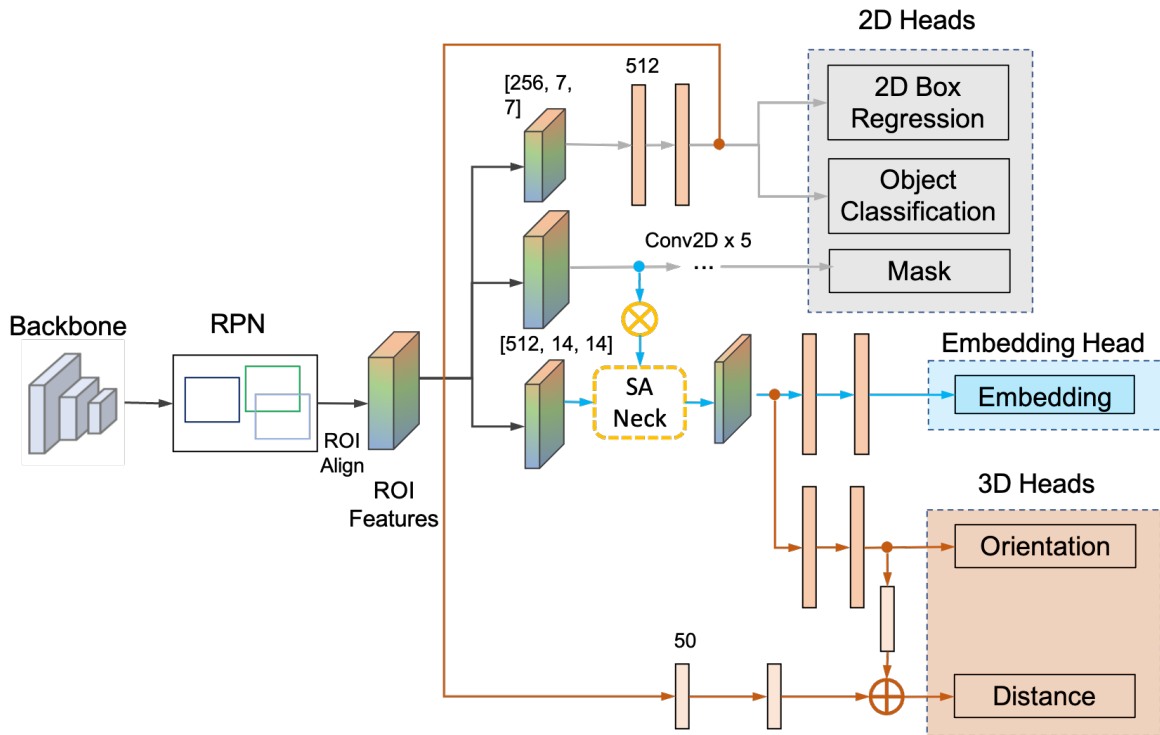 2D Heads
512
[256, 7,
7]
2D Box
Regression
Object
Classification
Conv2D x 5
...
Mask
Backbone
RPN
[512, 14, 14]
SA
Neck
Embedding Head
Embedding
ROI
Align
ROI
Features
3D Heads
Orientation
50
Distance